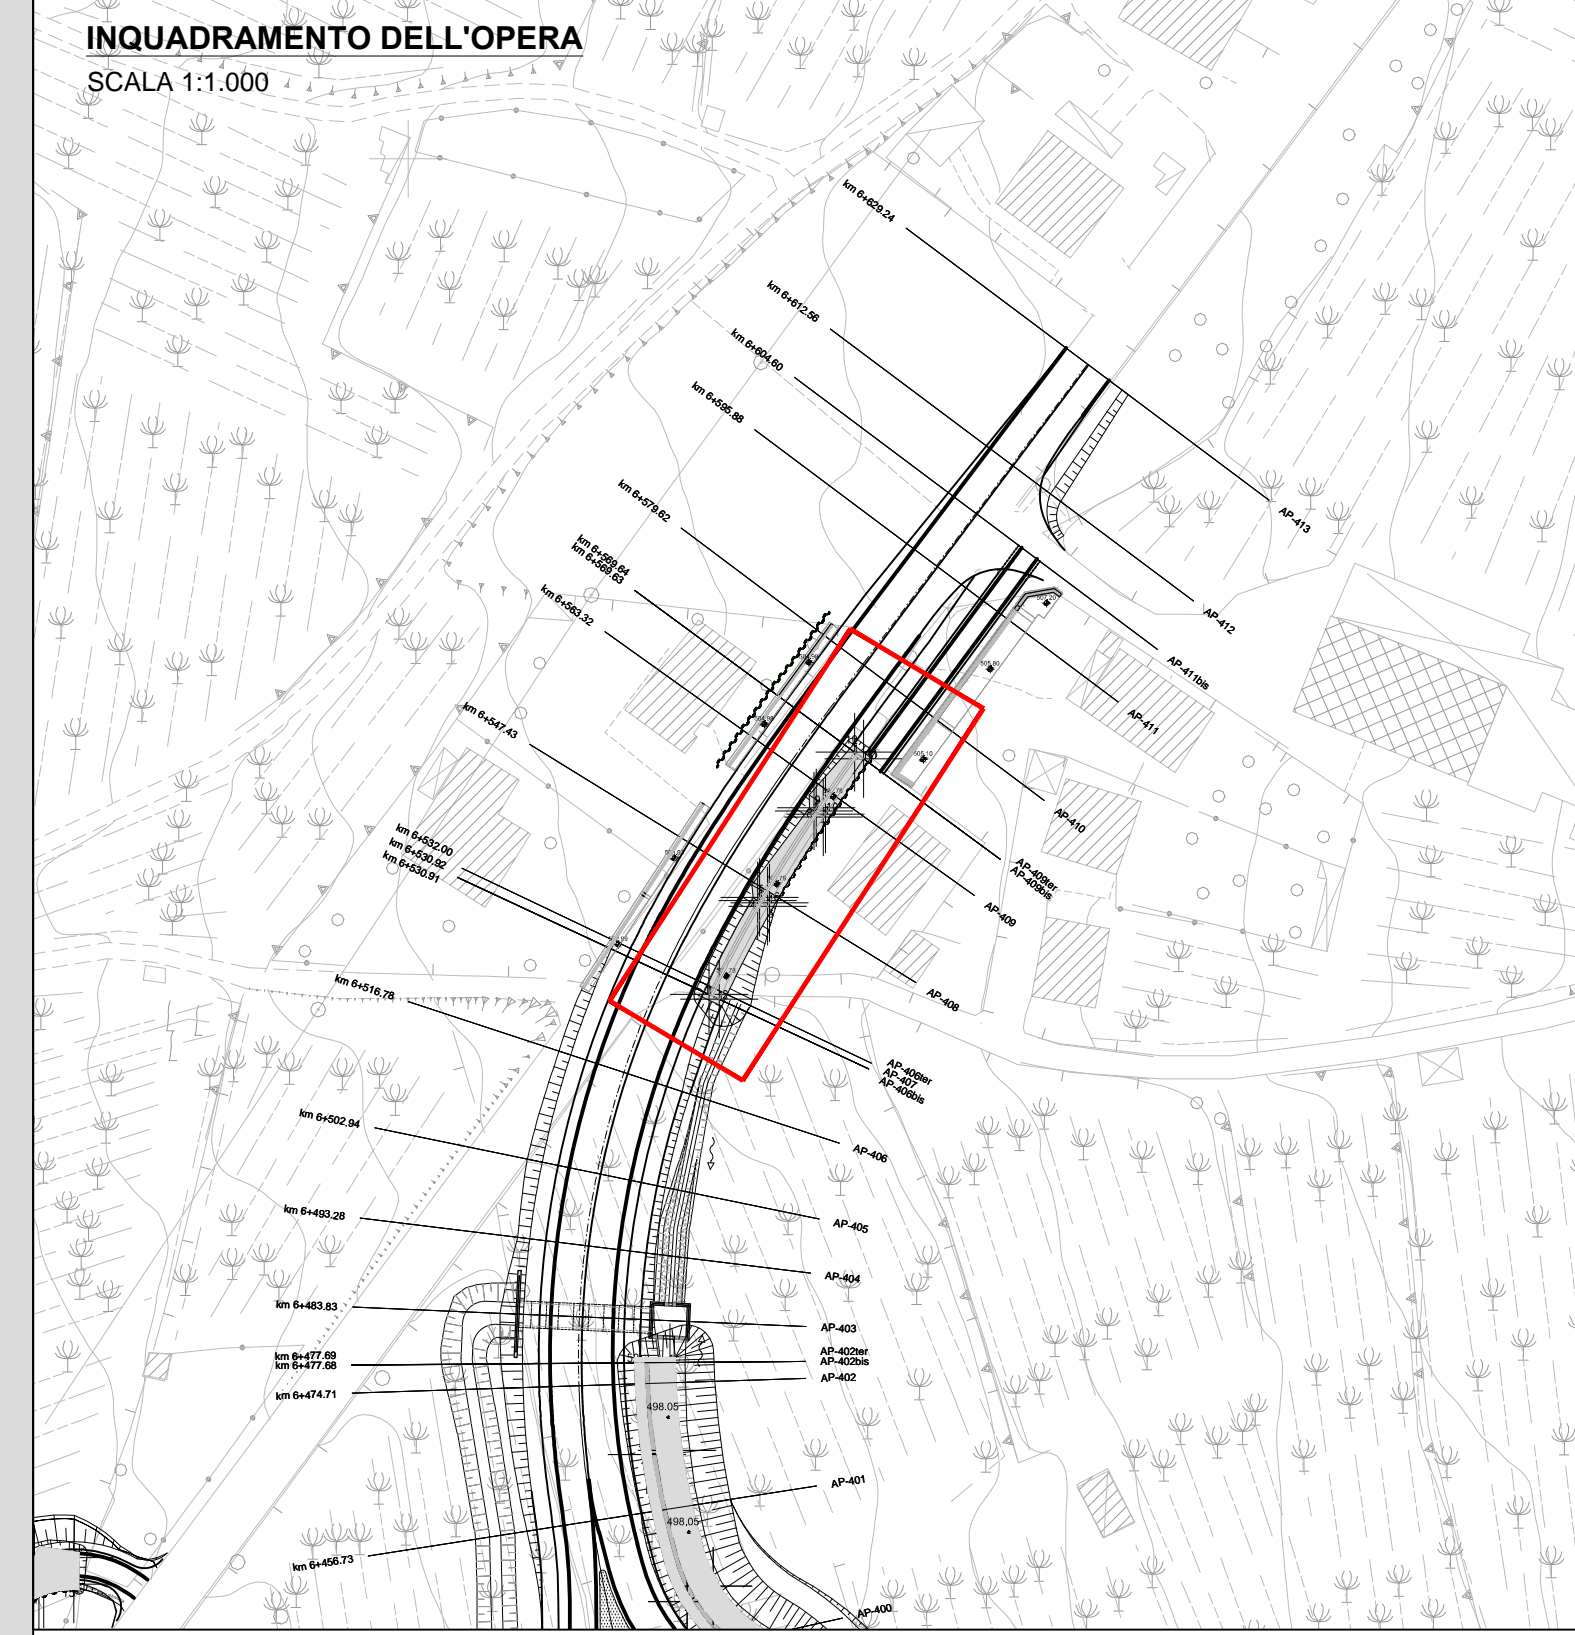 INQUADRAMENTO DELL'OPERA
SCALA 1:1.000
km 6+629.24
km 6+612.56
km 6+604.60
km 6+595.88
km 6+579.62
km 6+569.64
km 6+569.63
km 6+563.32
km 6+547.43
km 6+532.00
km 6+530.92
km 6+530.91
km 6+516.78
km 6+502.94
km 6+493.28
km 6+483.83
km 6+477.69
km 6+477.68
km 6+474.71
km 6+456.73
AP-413
AP-412
AP-411bis
AP-411
AP-410
AP-409ter
AP-409bis
AP-409
AP-408
AP-406ter
AP-407
AP-406bis
AP-406
AP-405
AP-404
AP-403
AP-402ter
AP-402bis
AP-402
AP-401
AP-400
505.80
505.10
498.05
498.05